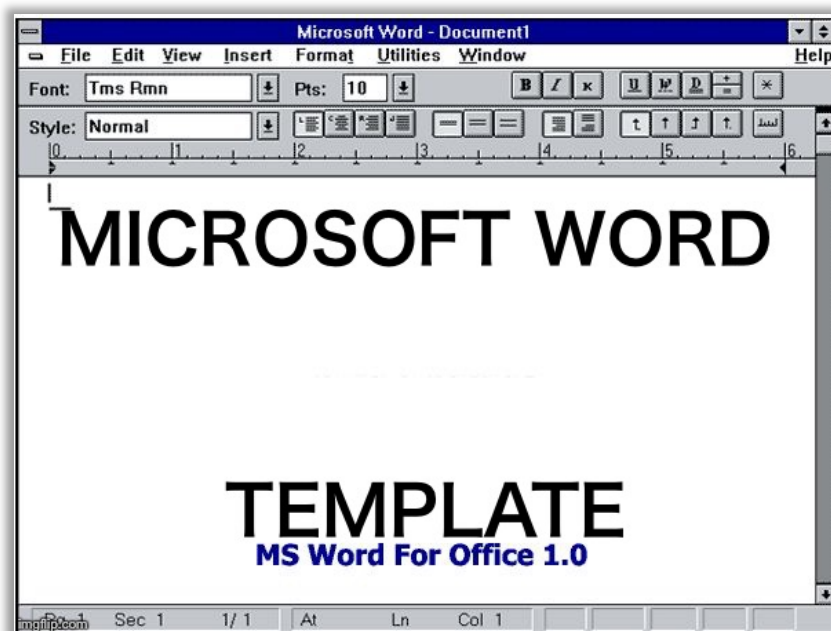 Microsoft Word - Document1
File Edit View Insert Format Utilities Window Help
Font: Tms Rmn Pts: 10 B I K U W D + = *
Style: Normal
0 1 2 3 4 5 6
MICROSOFT WORD
TEMPLATE
MS Word For Office 1.0
Pg 1 Sec 1 1/1 At Ln Col 1
imgflip.com